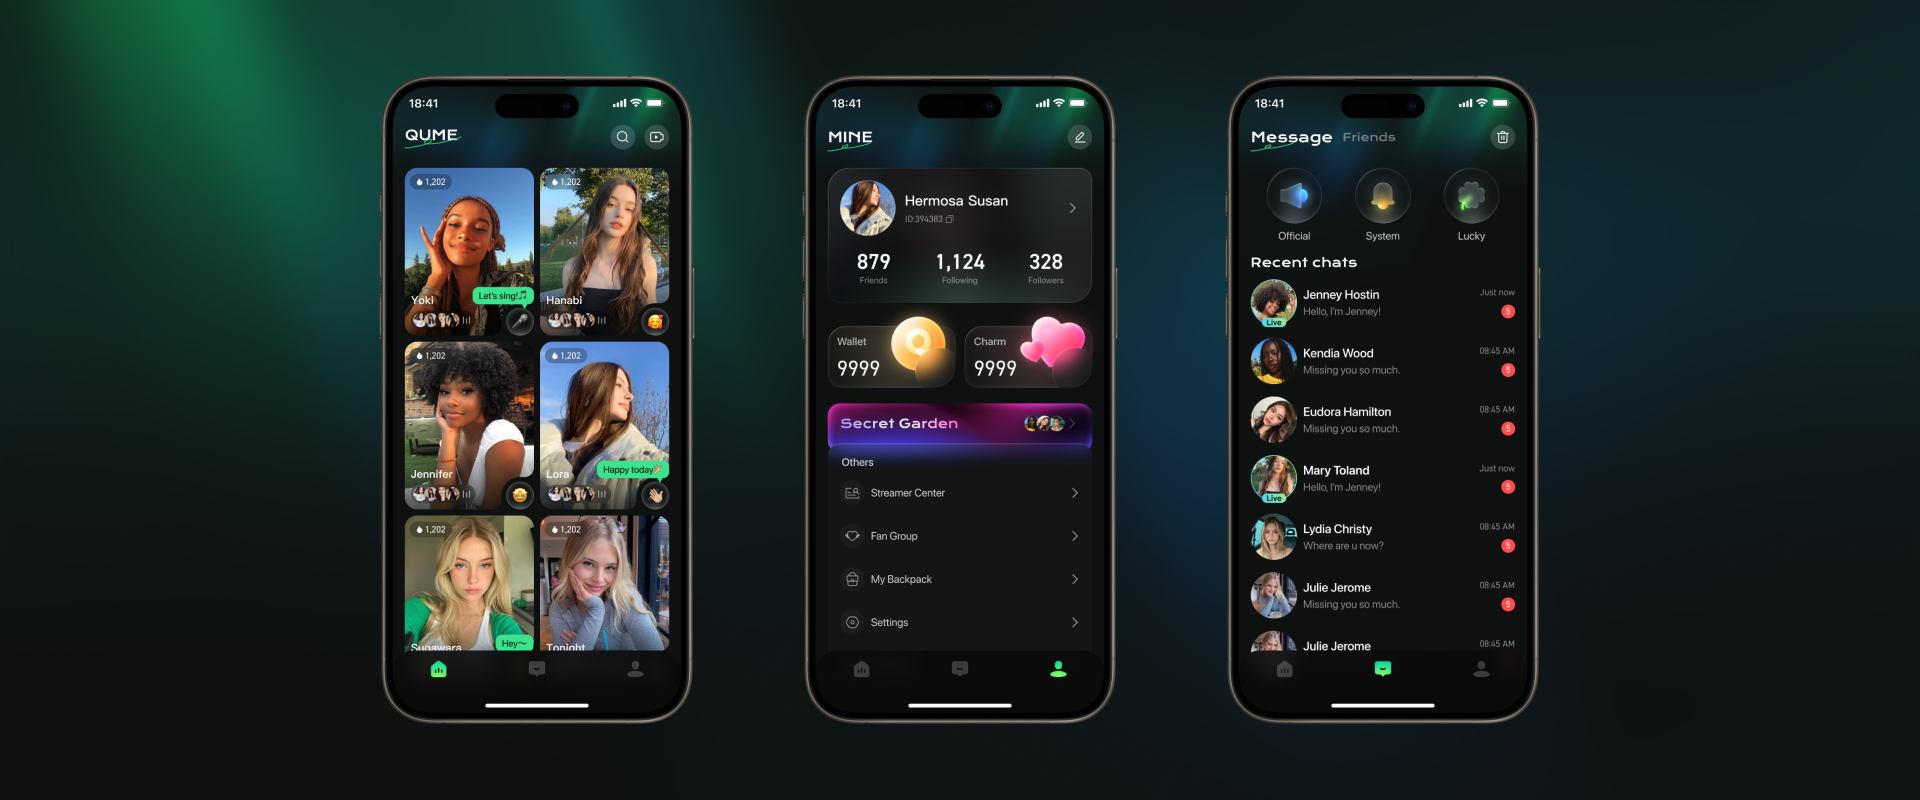 18:41
QUME
1,202
1,202
Yoki
Let's sing!🎵
Hanabi
1,202
1,202
Jennifer
Lora
Happy today🎉
1,202
1,202
Sugawara
Hey～
Tonight
18:41
MINE
Hermosa Susan
ID:394383
879
1,124
328
Friends
Following
Followers
Wallet
9999
Charm
9999
Secret Garden
Others
Streamer Center
Fan Group
My Backpack
Settings
18:41
Message Friends
Official
System
Lucky
Recent chats
Jenney Hostin
Just now
Hello, I'm Jenney!
5
Live
Kendia Wood
08:45 AM
Missing you so much.
5
Eudora Hamilton
08:45 AM
Missing you so much.
5
Mary Toland
Just now
Hello, I'm Jenney!
5
Live
Lydia Christy
08:45 AM
Where are u now?
5
Julie Jerome
08:45 AM
Missing you so much.
5
Julie Jerome
08:45 AM